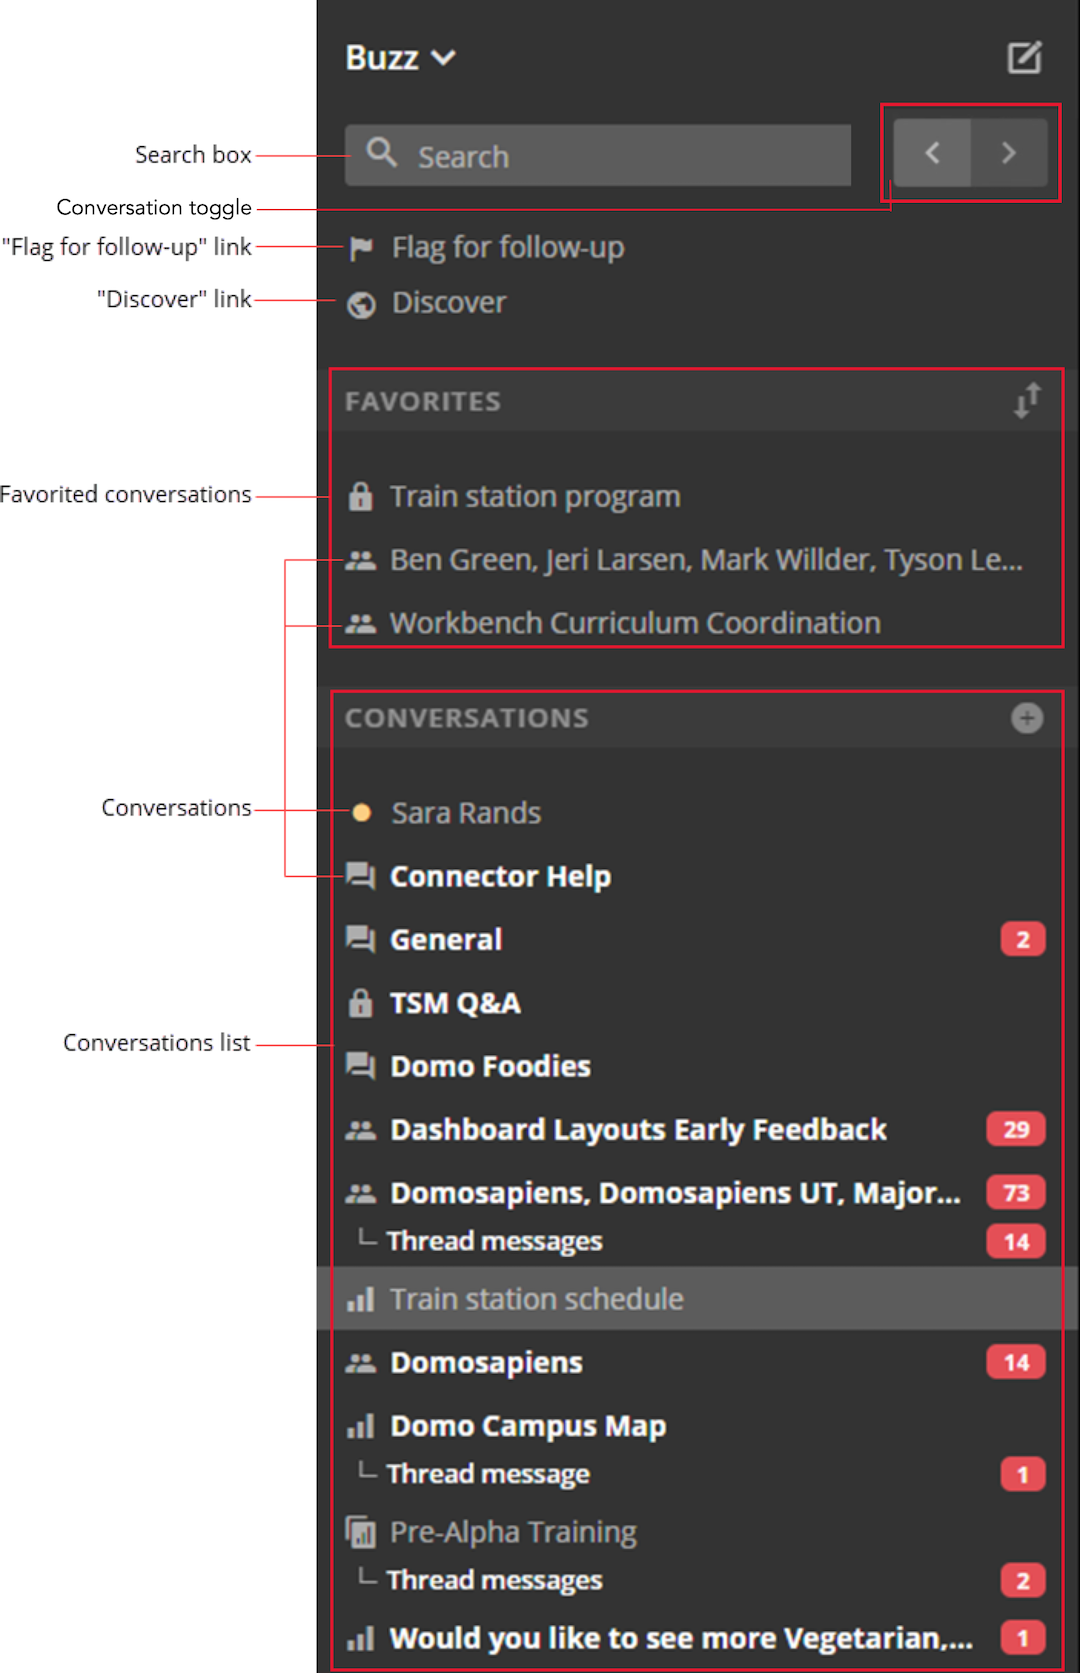 Buzz
Search box
Search
Conversation toggle
"Flag for follow-up" link
Flag for follow-up
"Discover" link
Discover
FAVORITES
Favorited conversations
Train station program
Ben Green, Jeri Larsen, Mark Willder, Tyson Le...
Workbench Curriculum Coordination
CONVERSATIONS
Conversations
Sara Rands
Connector Help
General 2
TSM Q&A
Conversations list
Domo Foodies
Dashboard Layouts Early Feedback 29
Domosapiens, Domosapiens UT, Major... 73
Thread messages 14
Train station schedule
Domosapiens 14
Domo Campus Map
Thread message 1
Pre-Alpha Training
Thread messages 2
Would you like to see more Vegetarian,... 1